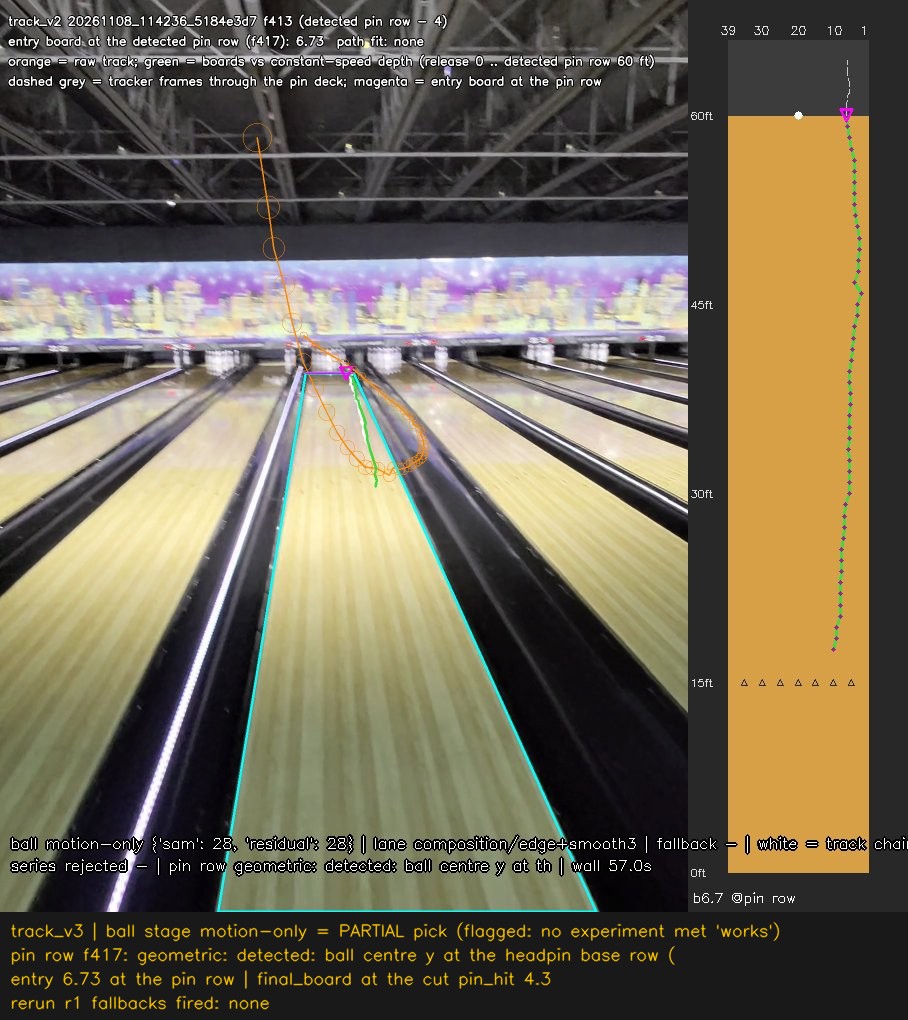 track_v2 20261108_114236_5184e3d7 f413 (detected pin row - 4)
entry board at the detected pin row (f417): 6.73 path fit: none
orange = raw track; green = boards vs constant-speed depth (release 0 .. detected pin row 60 ft)
dashed grey = tracker frames through the pin deck; magenta = entry board at the pin row
39 30 20 10 1
60ft
45ft
30ft
15ft
0ft
b6.7 @pin row
ball motion-only {'sam': 28, 'residual': 28} | lane composition/edge+smooth3 | fallback - | white = track chai
series rejected - | pin row geometric: detected: ball centre y at th | wall 57.0s
track_v3 | ball stage motion-only = PARTIAL pick (flagged: no experiment met 'works')
pin row f417: geometric: detected: ball centre y at the headpin base row (
entry 6.73 at the pin row | final_board at the cut pin_hit 4.3
rerun r1 fallbacks fired: none